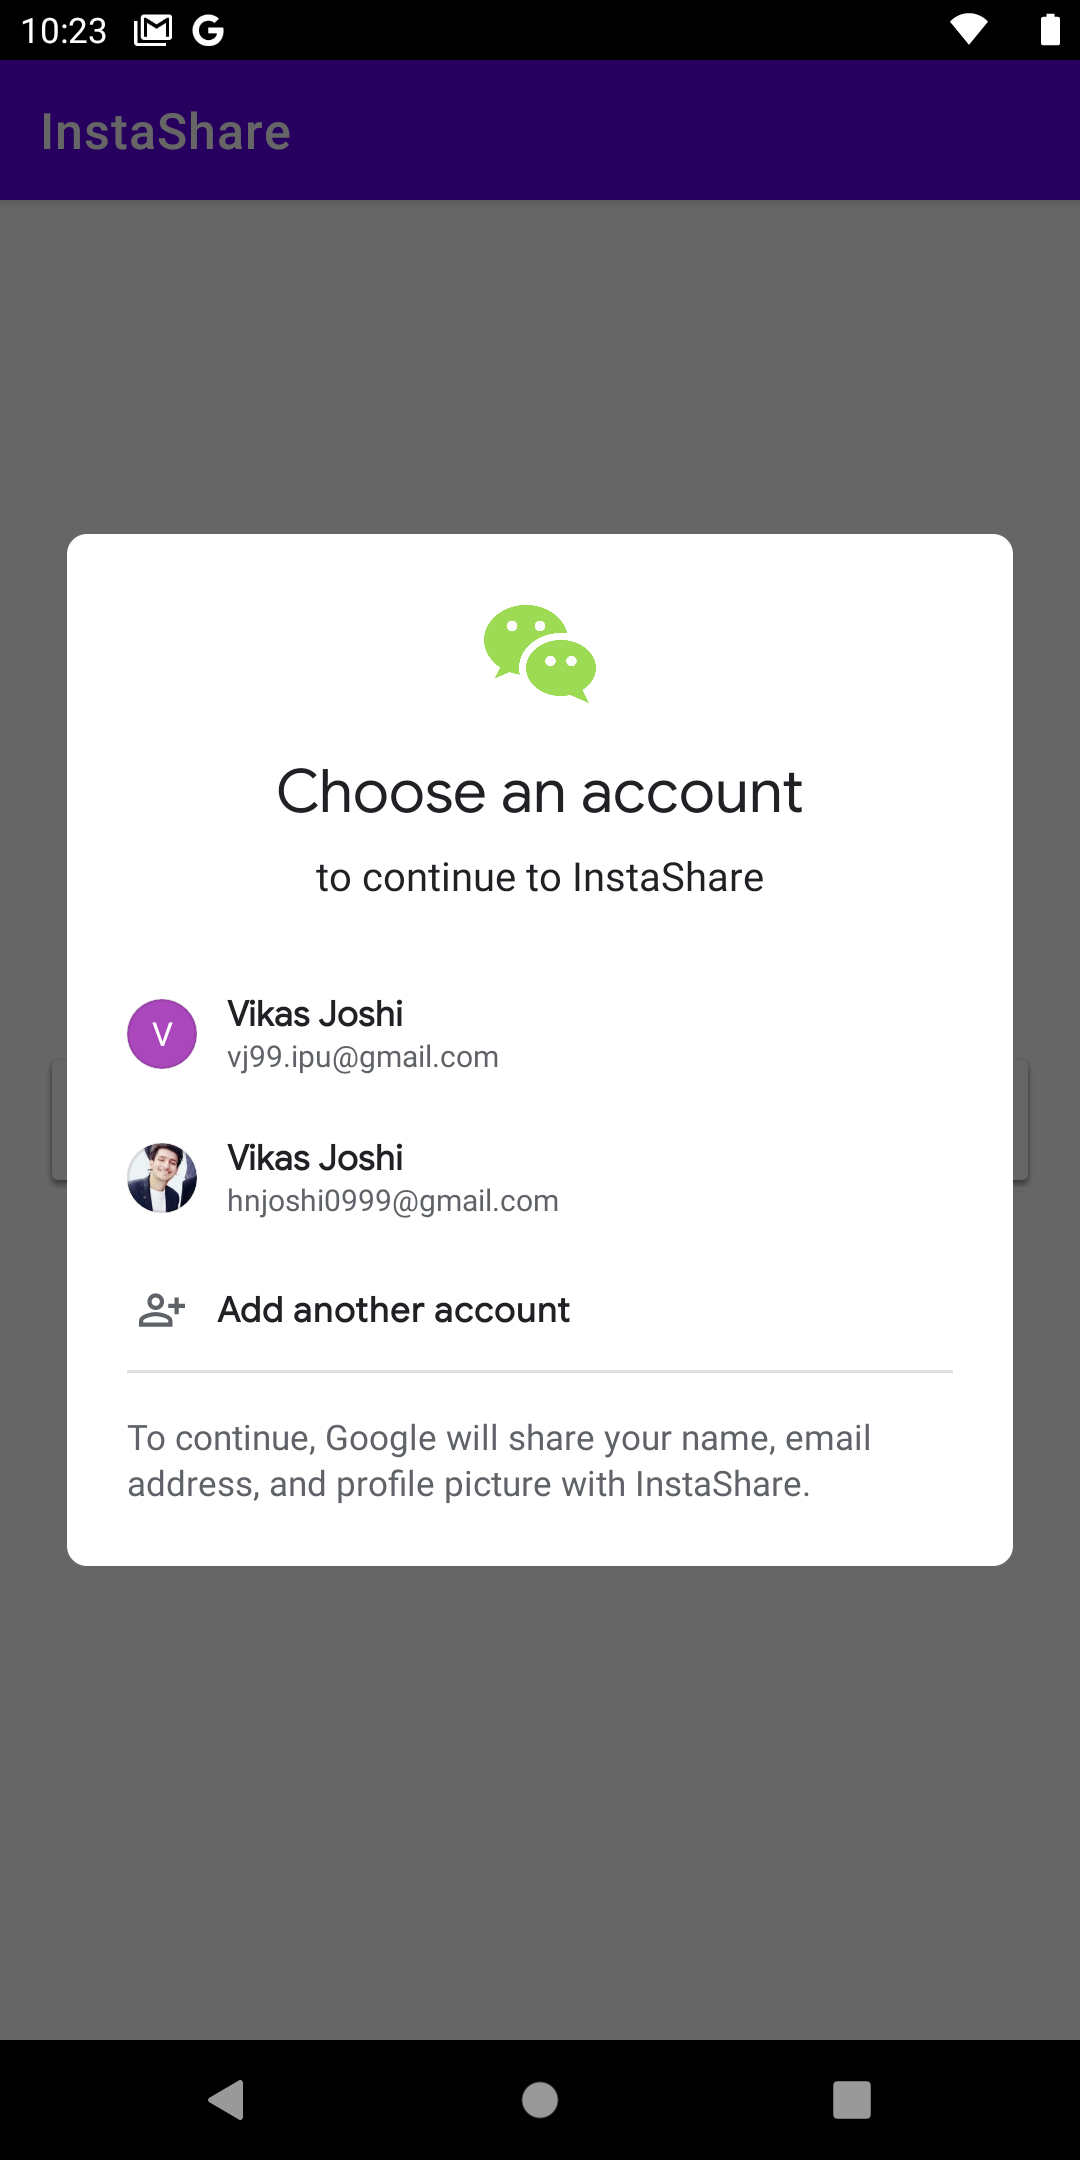 10:23
InstaShare
Choose an account
to continue to InstaShare
V
Vikas Joshi
vj99.ipu@gmail.com
Vikas Joshi
hnjoshi0999@gmail.com
Add another account
To continue, Google will share your name, email
address, and profile picture with InstaShare.